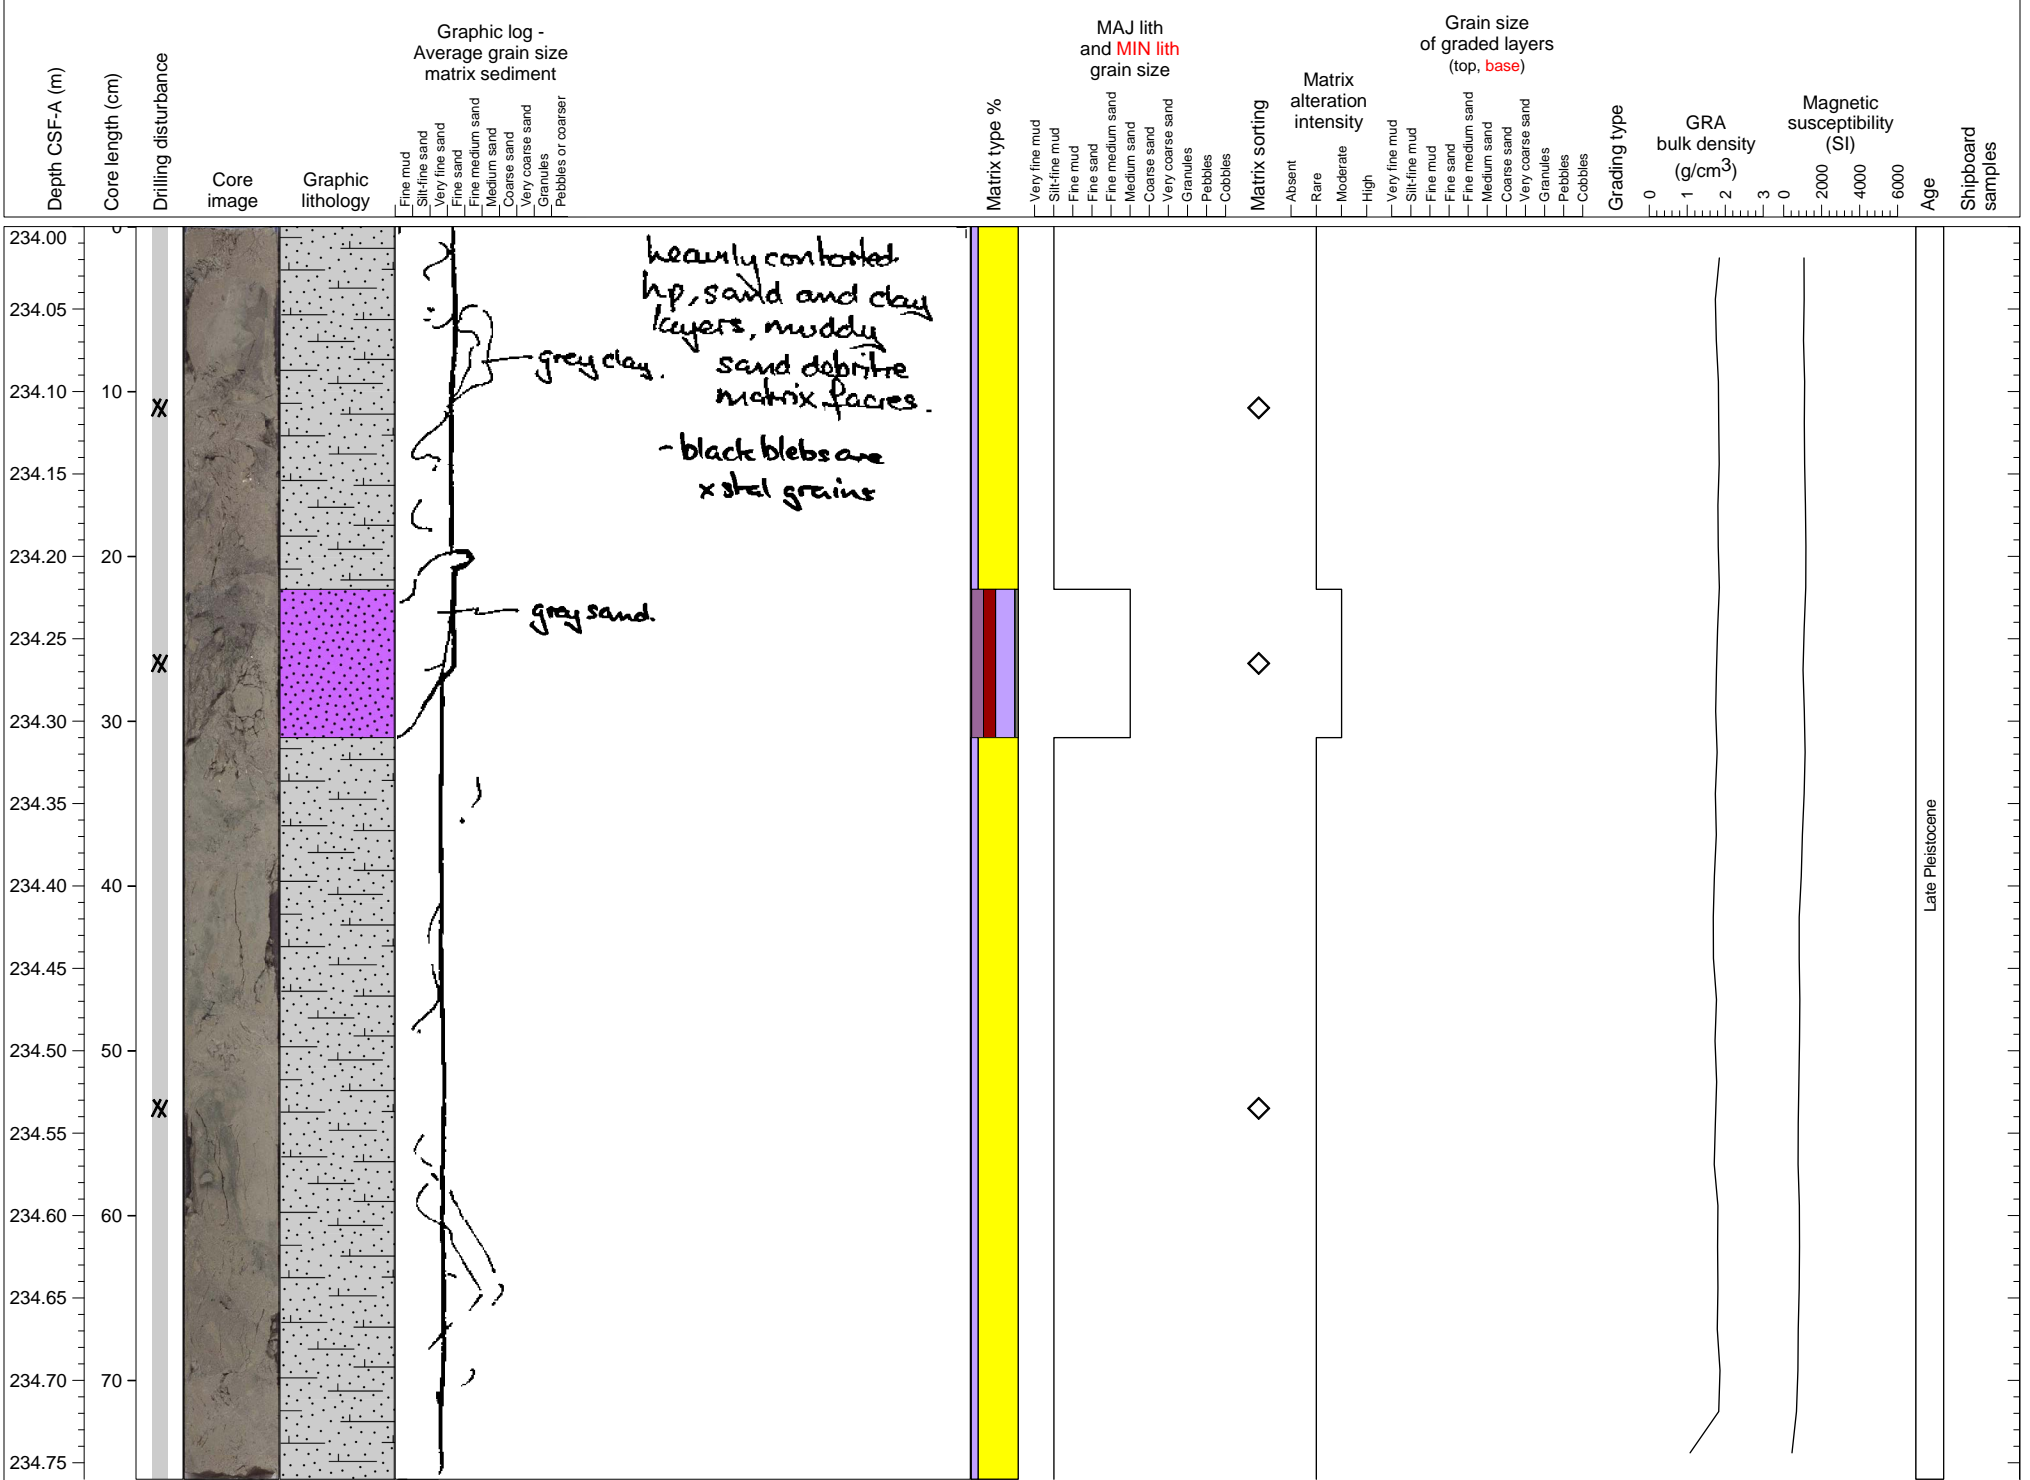 Depth CSF-A (m)
Core length (cm)
Drilling disturbance
Core
image
Graphic
lithology
Graphic log -
Average grain size
matrix sediment
Fine mud
Silt-fine sand
Very fine sand
Fine sand
Fine medium sand
Medium sand
Coarse sand
Very coarse sand
Granules
Pebbles or coarser
Matrix type %
MAJ lith
and MIN lith
grain size
Very fine mud
Silt-fine mud
Fine mud
Fine sand
Fine medium sand
Medium sand
Coarse sand
Very coarse sand
Granules
Pebbles
Cobbles
Matrix sorting
Matrix
alteration
intensity
Absent
Rare
Moderate
High
Grain size
of graded layers
(top, base)
Very fine mud
Silt-fine mud
Fine mud
Fine sand
Fine medium sand
Medium sand
Coarse sand
Very coarse sand
Granules
Pebbles
Cobbles
Grading type
GRA
bulk density
(g/cm3)
0 1 2 3
Magnetic
susceptibility
(SI)
0 2000 4000 6000
Age
Shipboard
samples
234.00 0
234.05
234.10 10
234.15
234.20 20
234.25
234.30 30
234.35
234.40 40
234.45
234.50 50
234.55
234.60 60
234.65
234.70 70
234.75
heavily contorted
hp, sand and clay
layers, muddy
sand debrite
matrix facies.
- black blebs are
xstal grains
grey clay.
grey sand.
Late Pleistocene